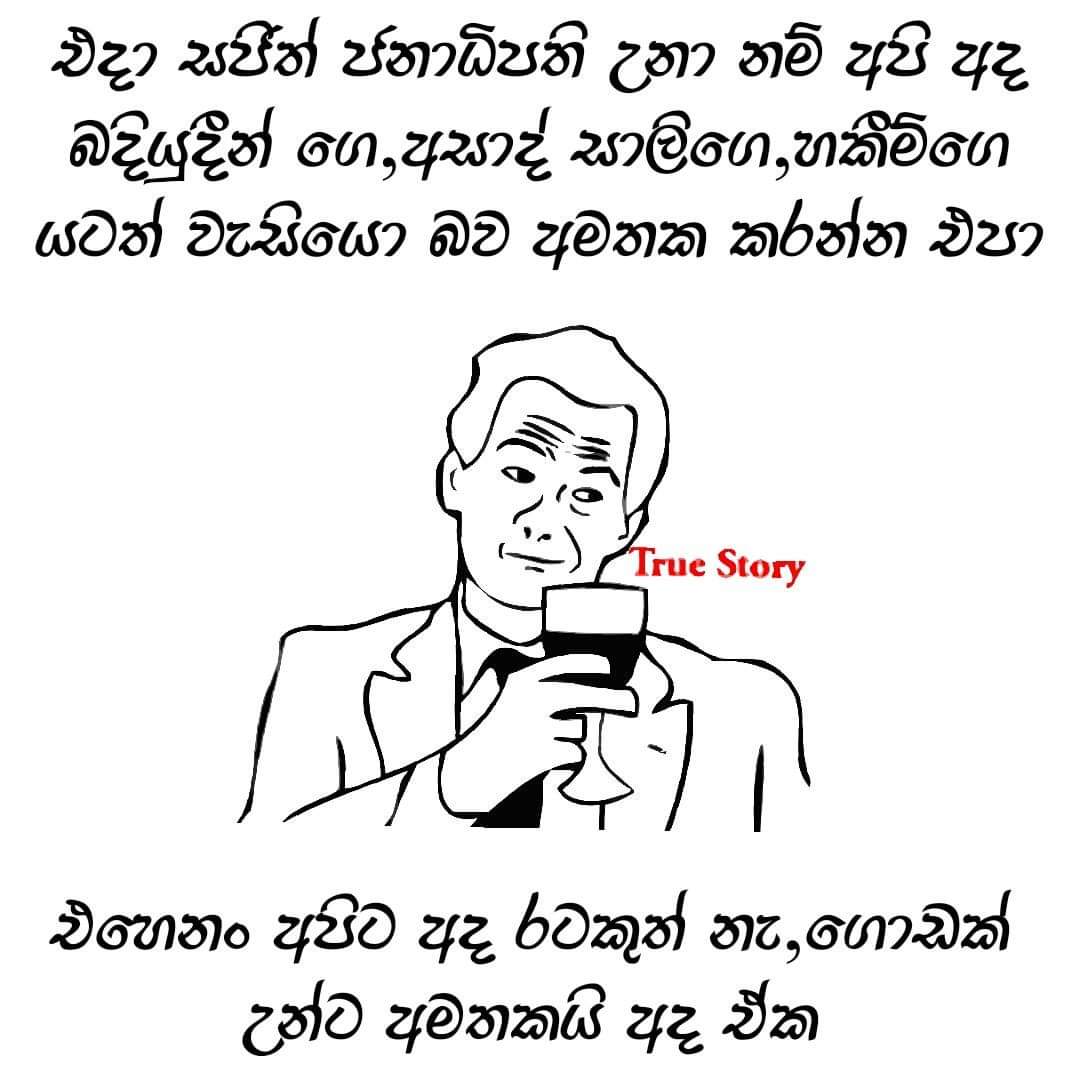 එදා සජිත් ජනාධිපති උනා නම් අපි අද
බදියුදීන් ගෙ,අසාද් සාලිගෙ,හකීම්ගෙ
යටත් වැසියො බව අමතක කරන්න එපා
True Story
එහෙනං අපිට අද රටකුත් නැ,ගොඩක්
උන්ට අමතකයි අද ඒක